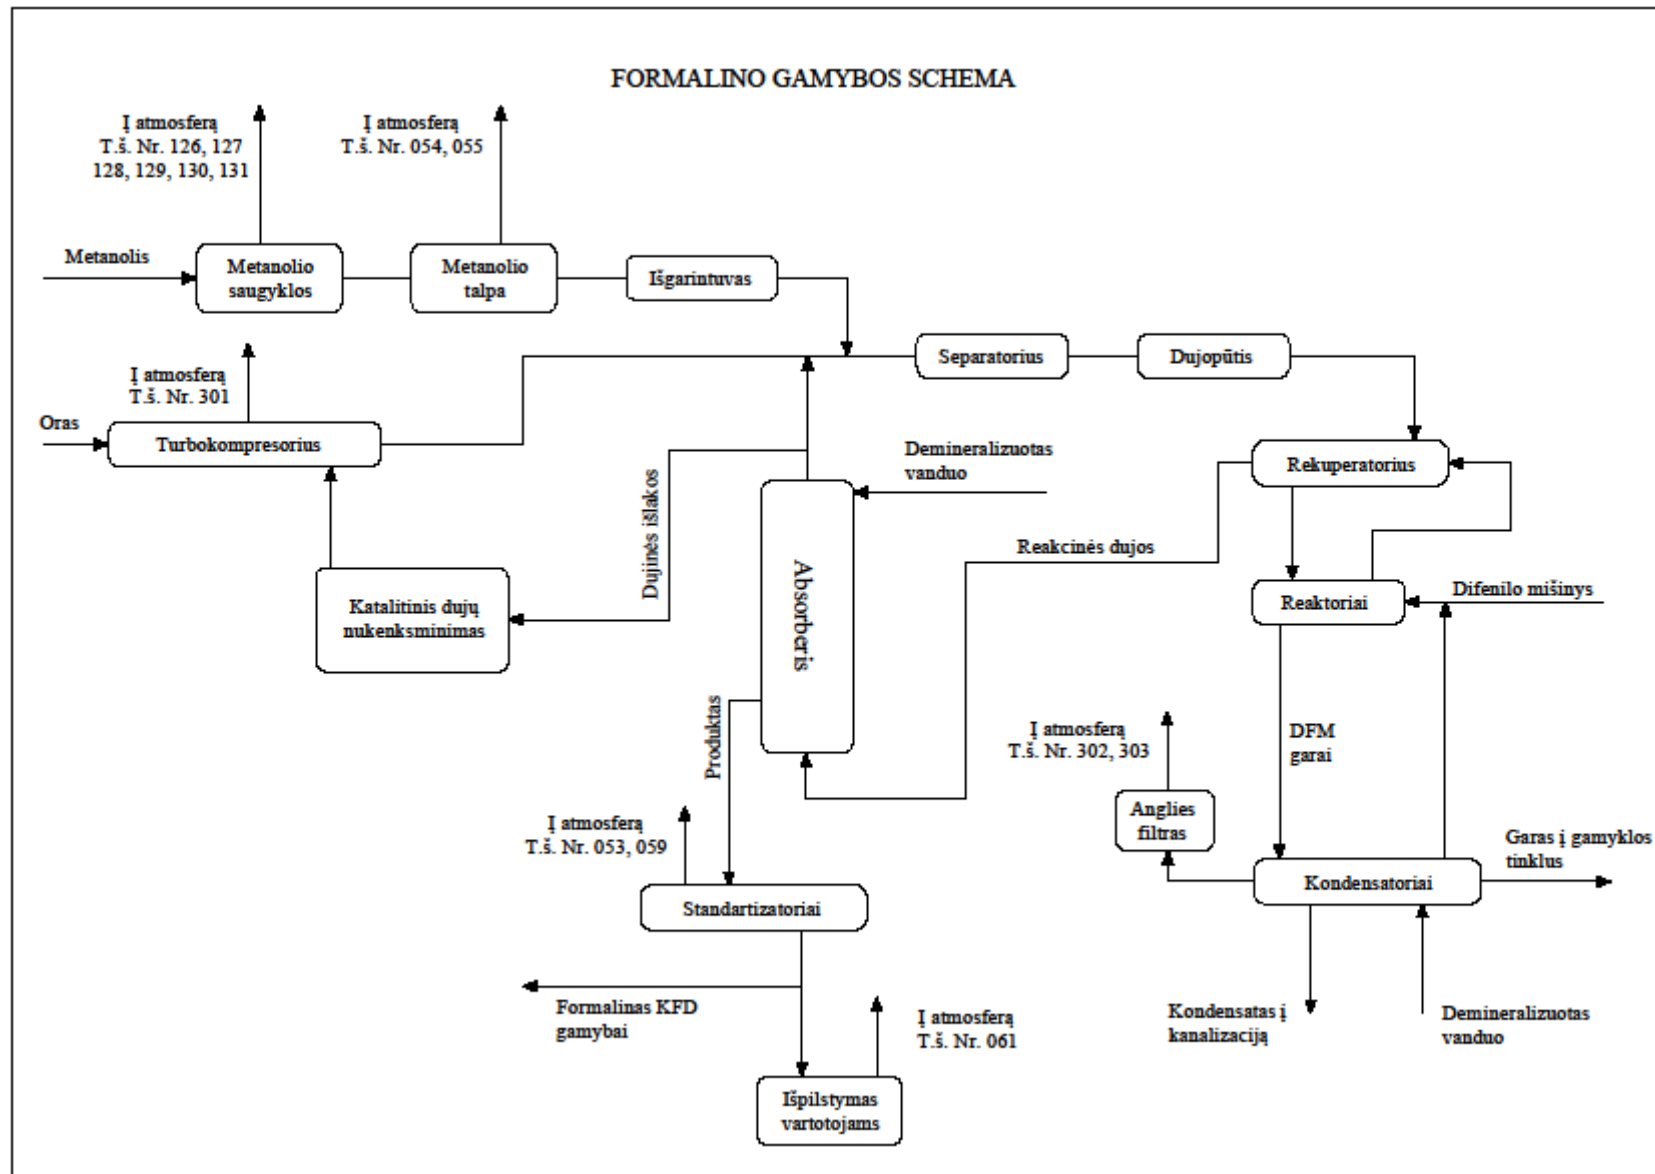 FORMALINO GAMYBOS SCHEMA
Į atmosferą
T.š. Nr. 126, 127
128, 129, 130, 131
Į atmosferą
T.š. Nr. 054, 055
Metanolis
Metanolio
saugyklos
Metanolio
talpa
Išgarintuvas
Į atmosferą
T.š. Nr. 301
Separatorius
Dujopūtis
Oras
Turbokompresorius
Demineralizuotas
vanduo
Rekuperatorius
Dujinės išlakos
Reakcinės dujos
Absorberis
Katalitinis dujų
nukenksminimas
Reaktoriai
Difenilo mišinys
Produktas
Į atmosferą
T.š. Nr. 302, 303
DFM
garai
Anglies
filtras
Į atmosferą
T.š. Nr. 053, 059
Garas į gamyklos
tinklus
Standartizatoriai
Kondensatoriai
Formalinas KFD
gamybai
Į atmosferą
T.š. Nr. 061
Kondensatas į
kanalizaciją
Demineralizuotas
vanduo
Išpilstymas
vartotojams